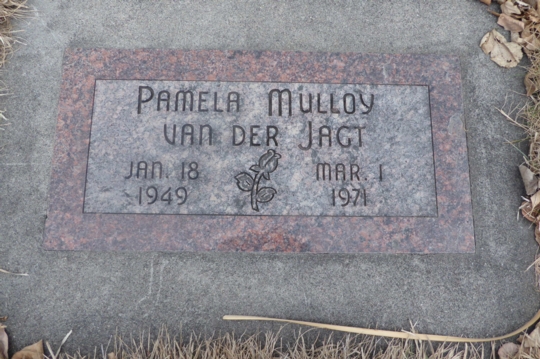 PAMELA MULLOY
VAN DER JAGT
JAN. 18 MAR. 1
1949 1971